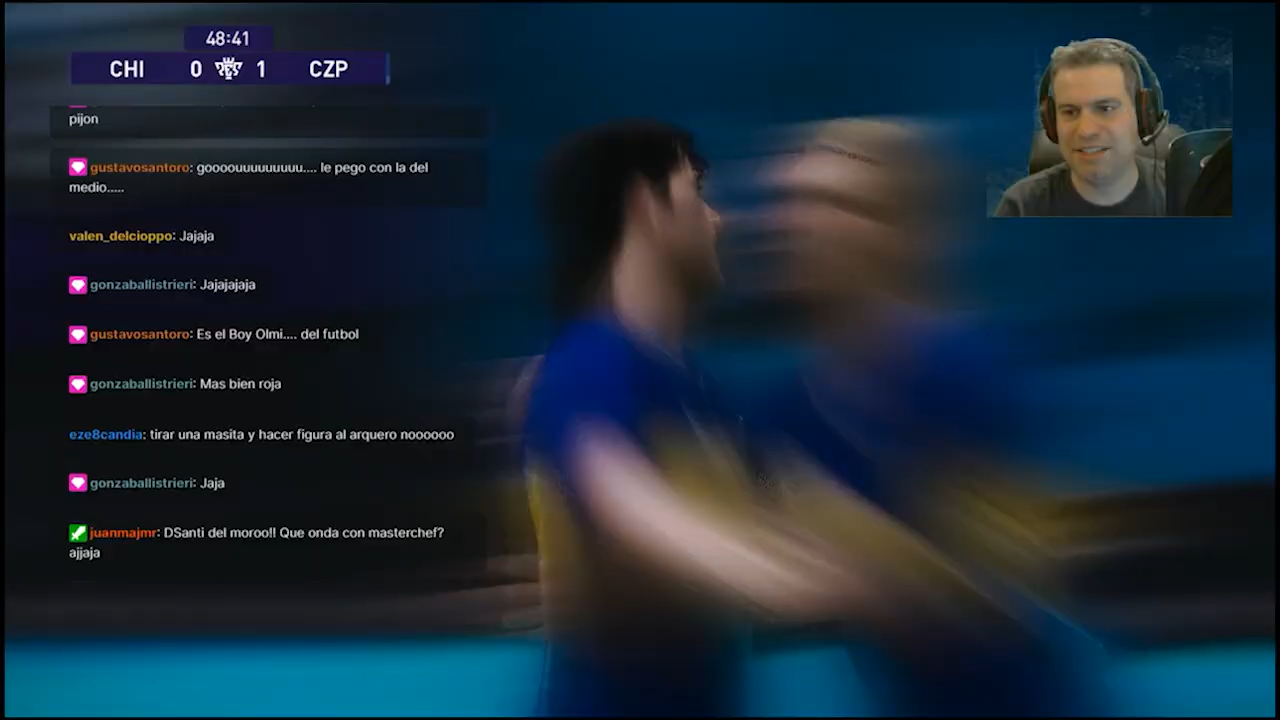 48:41
CHI 0 1 CZP
pijon
gustavosantoro: goooouuuuuuuuu.... le pego con la del
medio.....
valen_delcioppo: Jajaja
gonzaballistrieri: Jajajajaja
gustavosantoro: Es el Boy Olmi.... del futbol
gonzaballistrieri: Mas bien roja
eze8candia: tirar una masita y hacer figura al arquero noooooo
gonzaballistrieri: Jaja
juanmajmr: DSanti del moroo!! Que onda con masterchef?
ajjaja